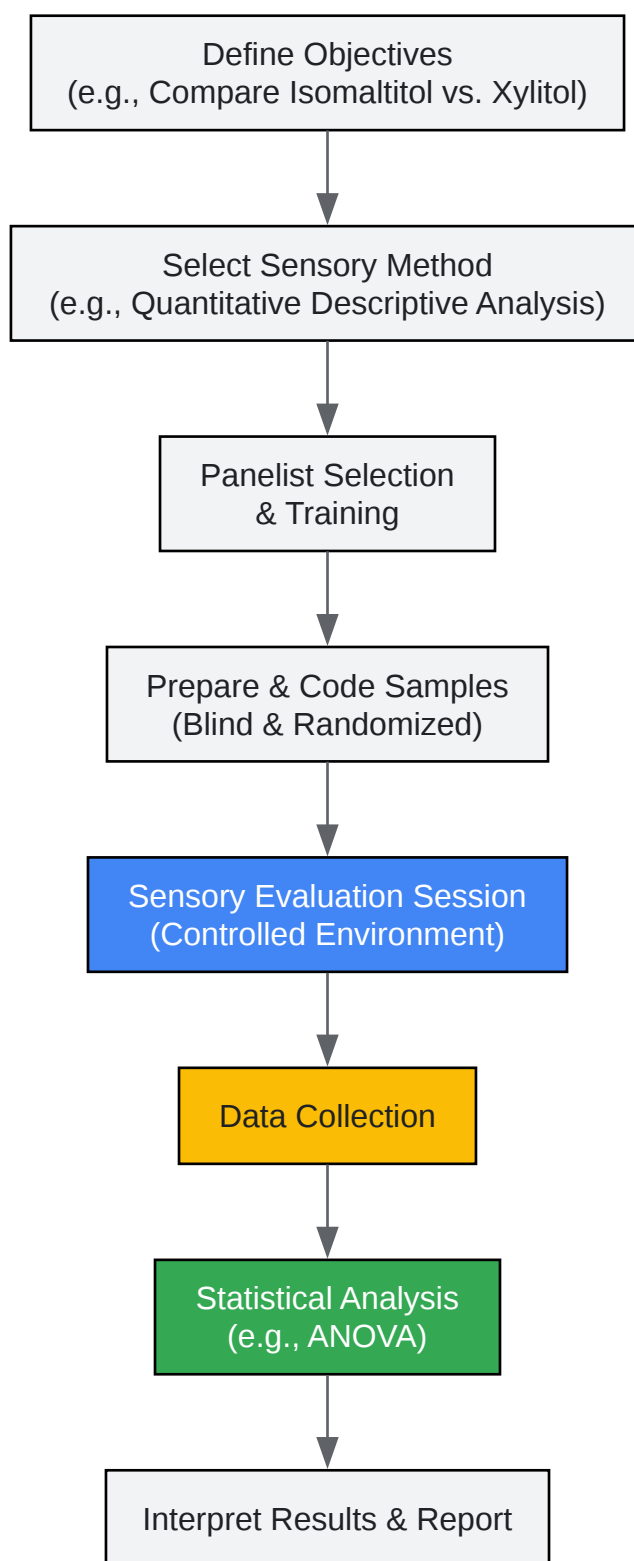 Define Objectives
(e.g., Compare Isomaltitol vs. Xylitol)
Select Sensory Method
(e.g., Quantitative Descriptive Analysis)
Panelist Selection
& Training
Prepare & Code Samples
(Blind & Randomized)
Sensory Evaluation Session
(Controlled Environment)
Data Collection
Statistical Analysis
(e.g., ANOVA)
Interpret Results & Report